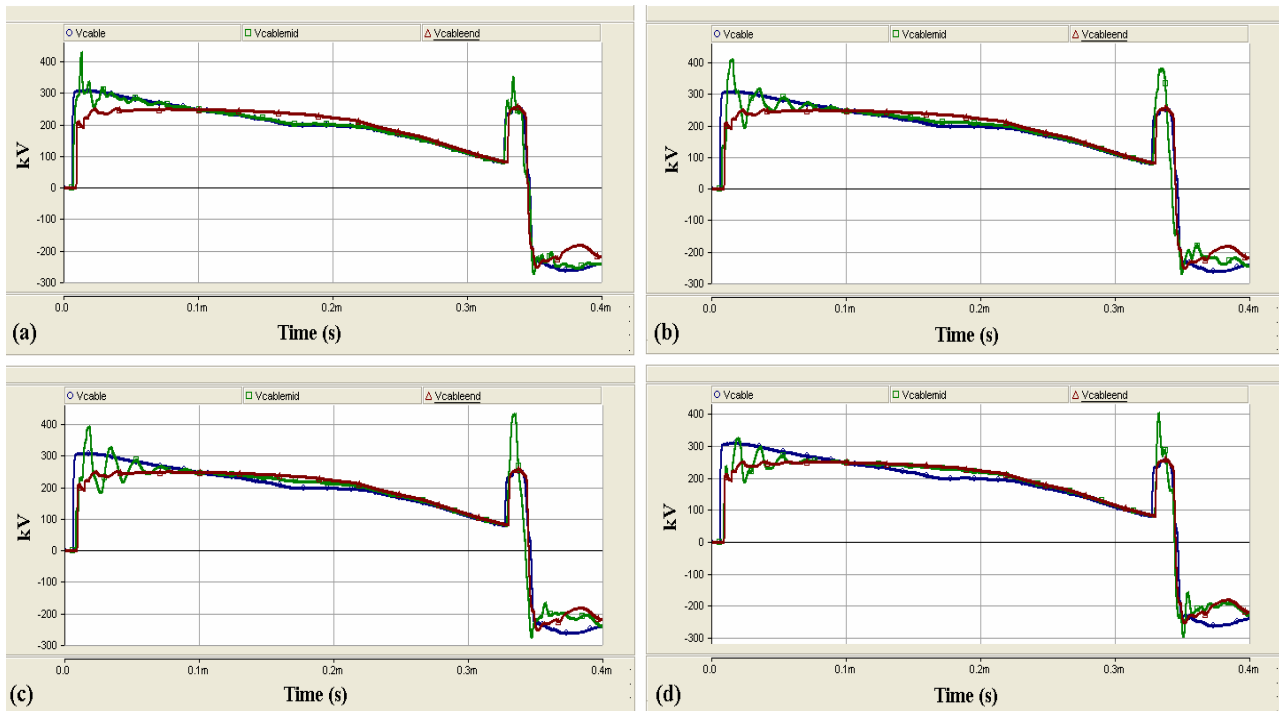 Vcable Vcablemid Vcableend
400
300
200
100
0
-100
-200
-300
kV
0.0 0.1m 0.2m 0.3m 0.4m
(a) Time (s)
Vcable Vcablemid Vcableend
400
300
200
100
0
-100
-200
-300
kV
0.0 0.1m 0.2m 0.3m 0.4m
(b) Time (s)
Vcable Vcablemid Vcableend
400
300
200
100
0
-100
-200
-300
kV
0.0 0.1m 0.2m 0.3m 0.4m
(c) Time (s)
Vcable Vcablemid Vcableend
400
300
200
100
0
-100
-200
-300
kV
0.0 0.1m 0.2m 0.3m 0.4m
(d) Time (s)